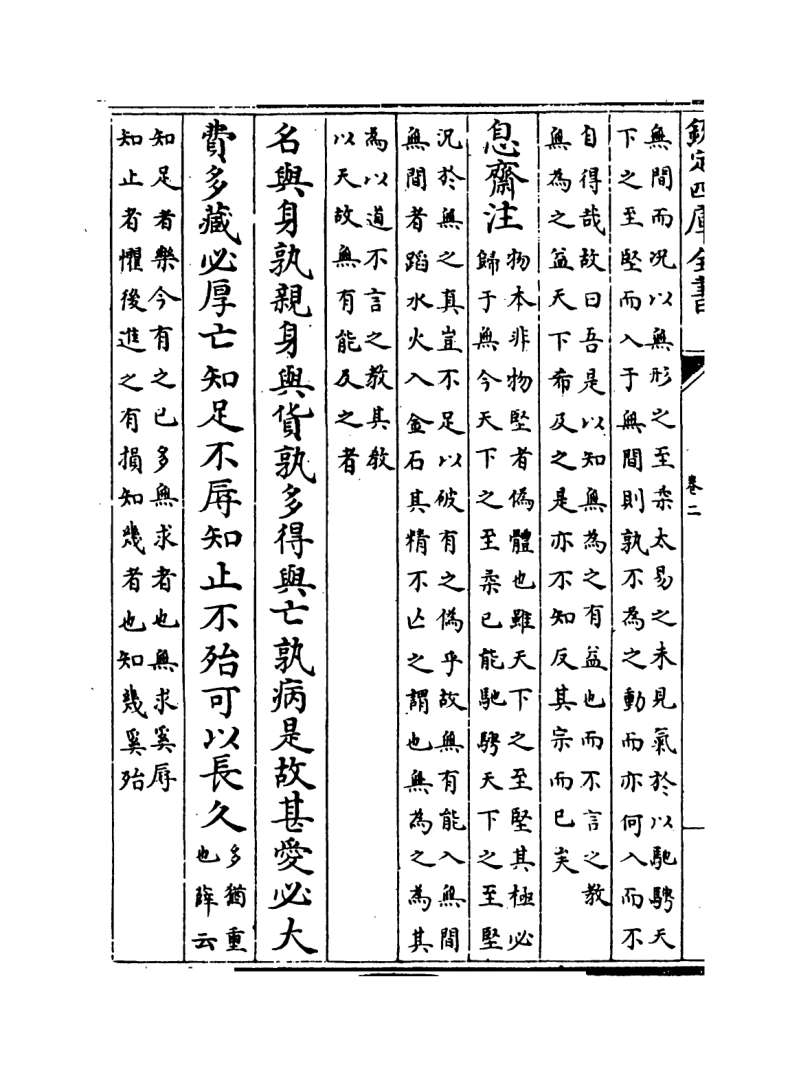 欽定四庫全書
卷二
無間而况以無形之至柔太易之未見氣於以馳騁天
下之至堅而入于無間則孰不為之動而亦何入而不
自得哉故曰吾是以知無為之有益也而不言之教
無為之益天下希及之是亦不知反其宗而已矣
息齋注
物本非物堅者偽體也雖天下之至堅其極必
歸于無今天下之至柔已能馳騁天下之至堅
况於無之真豈不足以破有之偽乎故無有能入無間
無間者蹈水火入金石其精不亡之謂也無為之為其
為以道不言之教其教
以天故無有能及之者
名與身孰親身與貨孰多得與亡孰病是故甚愛必大
費多藏必厚亡知足不辱知止不殆可以長久
多猶重
也薛云
知足者樂今有之已多無求者也無求奚辱
知止者懼後進之有損知幾者也知幾奚殆